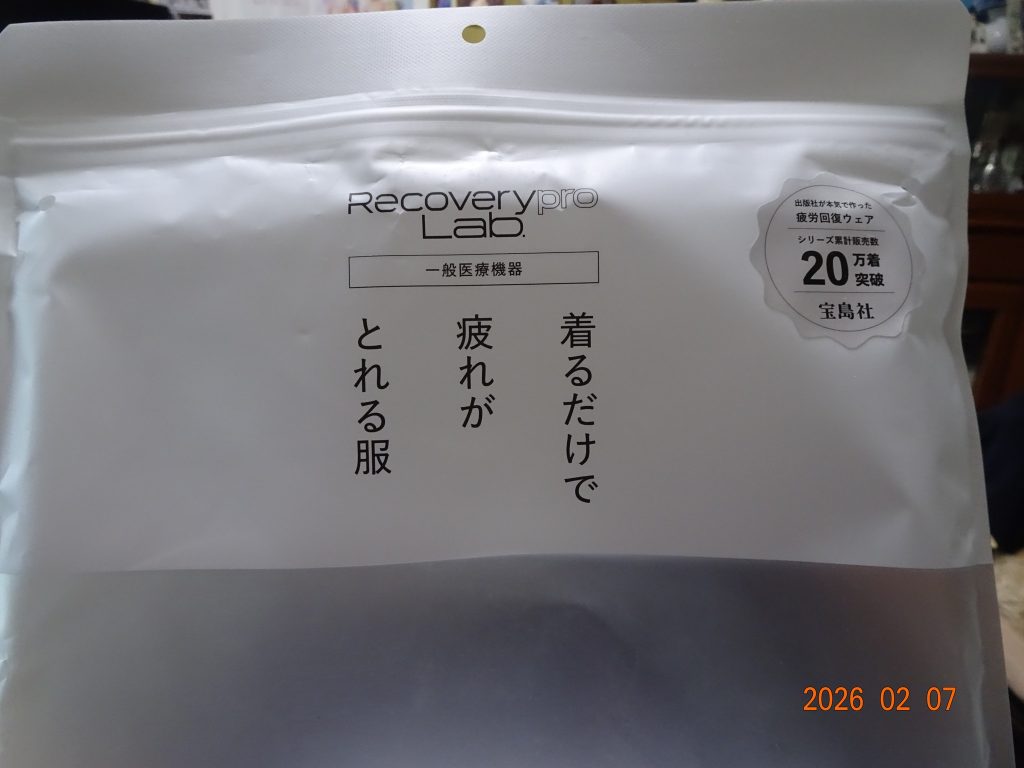 Recovery pro
Lab.
一般医療機器
着るだけで
疲れが
とれる服
出版社が本気で作った
疲労回復ウェア
シリーズ累計販売数
20万着
突破
宝島社
2026 02 07